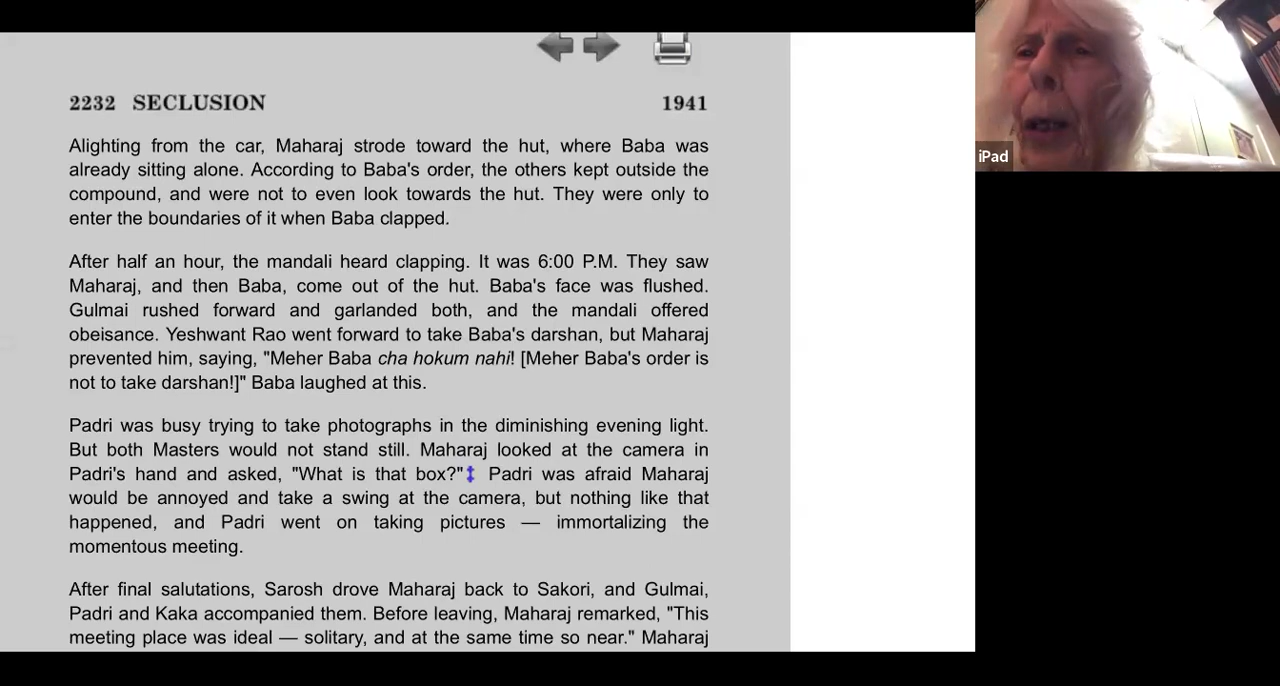 2232 SECLUSION 1941
Alighting from the car, Maharaj strode toward the hut, where Baba was
already sitting alone. According to Baba's order, the others kept outside the
compound, and were not to even look towards the hut. They were only to
enter the boundaries of it when Baba clapped.
After half an hour, the mandali heard clapping. It was 6:00 P.M. They saw
Maharaj, and then Baba, come out of the hut. Baba's face was flushed.
Gulmai rushed forward and garlanded both, and the mandali offered
obeisance. Yeshwant Rao went forward to take Baba's darshan, but Maharaj
prevented him, saying, "Meher Baba cha hokum nahi! [Meher Baba's order is
not to take darshan!]" Baba laughed at this.
Padri was busy trying to take photographs in the diminishing evening light.
But both Masters would not stand still. Maharaj looked at the camera in
Padri's hand and asked, "What is that box?"‡ Padri was afraid Maharaj
would be annoyed and take a swing at the camera, but nothing like that
happened, and Padri went on taking pictures — immortalizing the
momentous meeting.
After final salutations, Sarosh drove Maharaj back to Sakori, and Gulmai,
Padri and Kaka accompanied them. Before leaving, Maharaj remarked, "This
meeting place was ideal — solitary, and at the same time so near." Maharaj
iPad